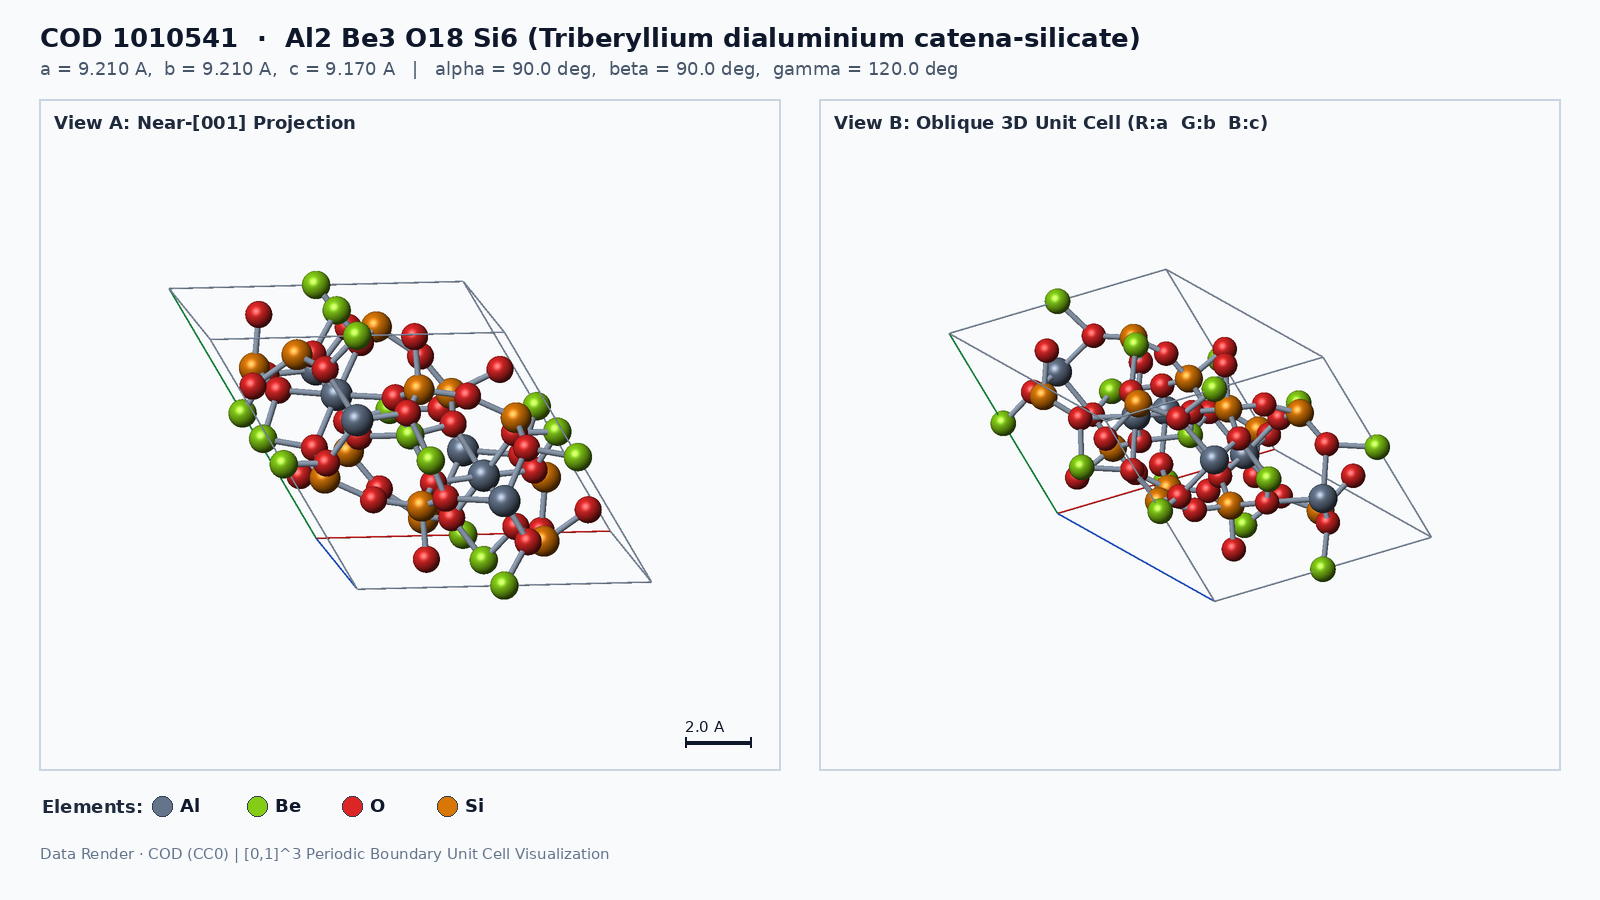 COD 1010541 · Al2 Be3 O18 Si6 (Triberyllium dialuminium catena-silicate)
a = 9.210 A, b = 9.210 A, c = 9.170 A | alpha = 90.0 deg, beta = 90.0 deg, gamma = 120.0 deg
View A: Near-[001] Projection
View B: Oblique 3D Unit Cell (R:a G:b B:c)
2.0 A
Elements: Al Be O Si
Data Render · COD (CC0) | [0,1]^3 Periodic Boundary Unit Cell Visualization